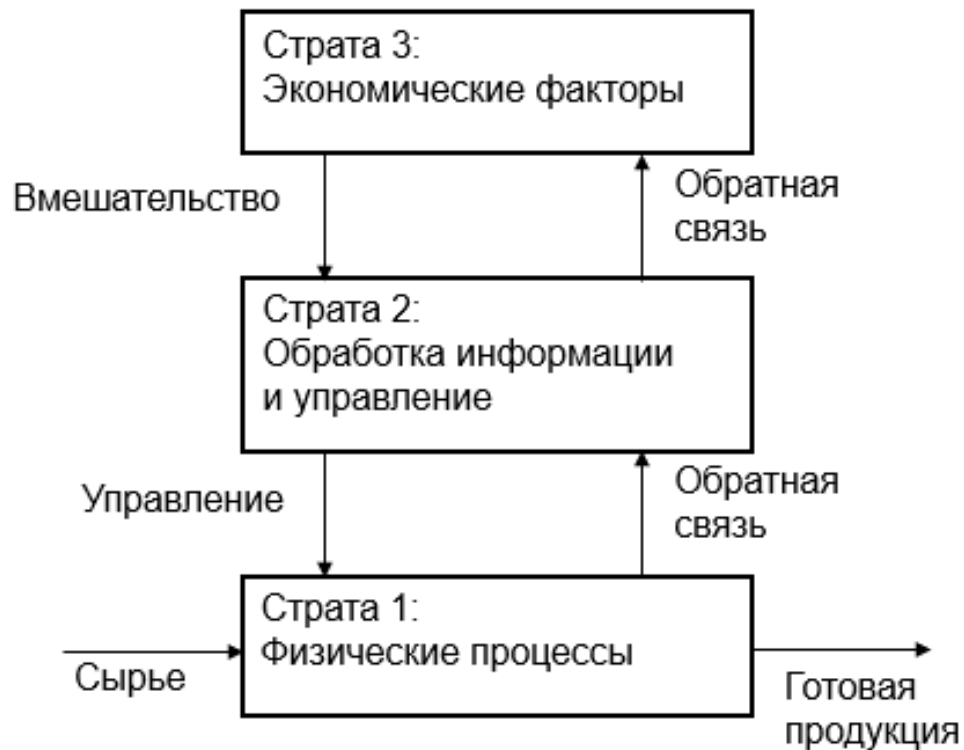 Страта 3:
Экономические факторы
Вмешательство
Обратная
связь
Страта 2:
Обработка информации
и управление
Управление
Обратная
связь
Страта 1:
Физические процессы
Сырье
Готовая
продукция